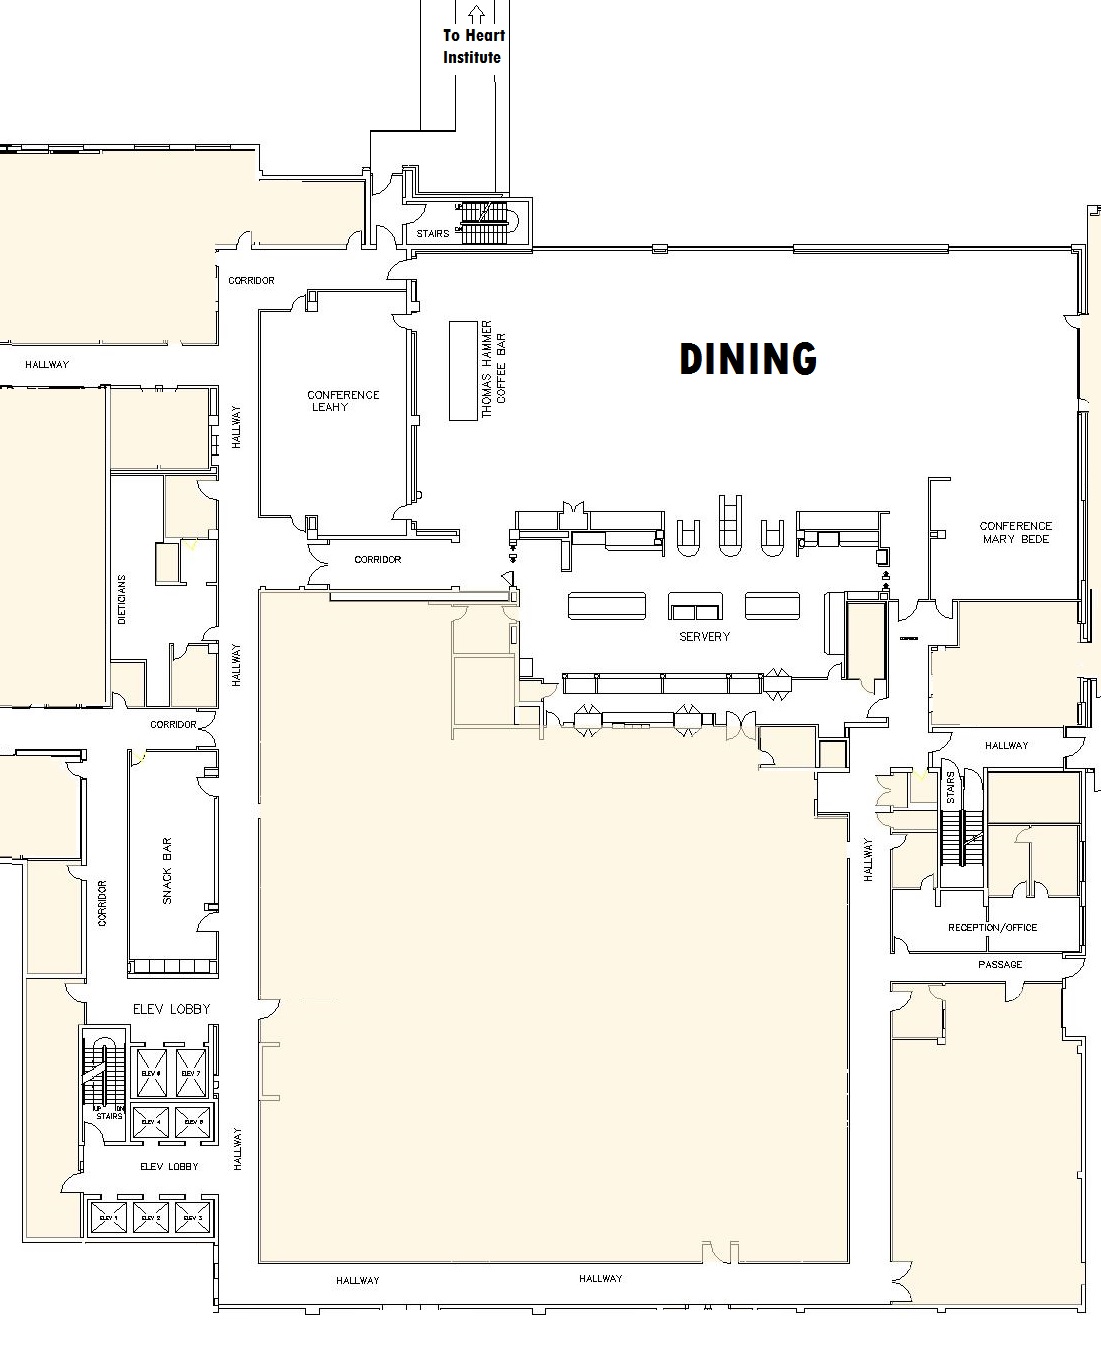 To Heart
Institute
UP
DN
STAIRS
CORRIDOR
HALLWAY
DINING
THOMAS HAMMER
COFFEE BAR
CONFERENCE
LEAHY
HALLWAY
CONFERENCE
MARY BEDE
CORRIDOR
DIETICIANS
SERVERY
CORRIDOR
HALLWAY
CORRIDOR
HALLWAY
STAIRS
SNACK BAR
HALLWAY
CORRIDOR
RECEPTION/OFFICE
PASSAGE
ELEV LOBBY
ELEV 6
ELEV 7
UP
DN
STAIRS
ELEV 4
ELEV 5
HALLWAY
ELEV LOBBY
ELEV 1
ELEV 2
ELEV 3
HALLWAY
HALLWAY